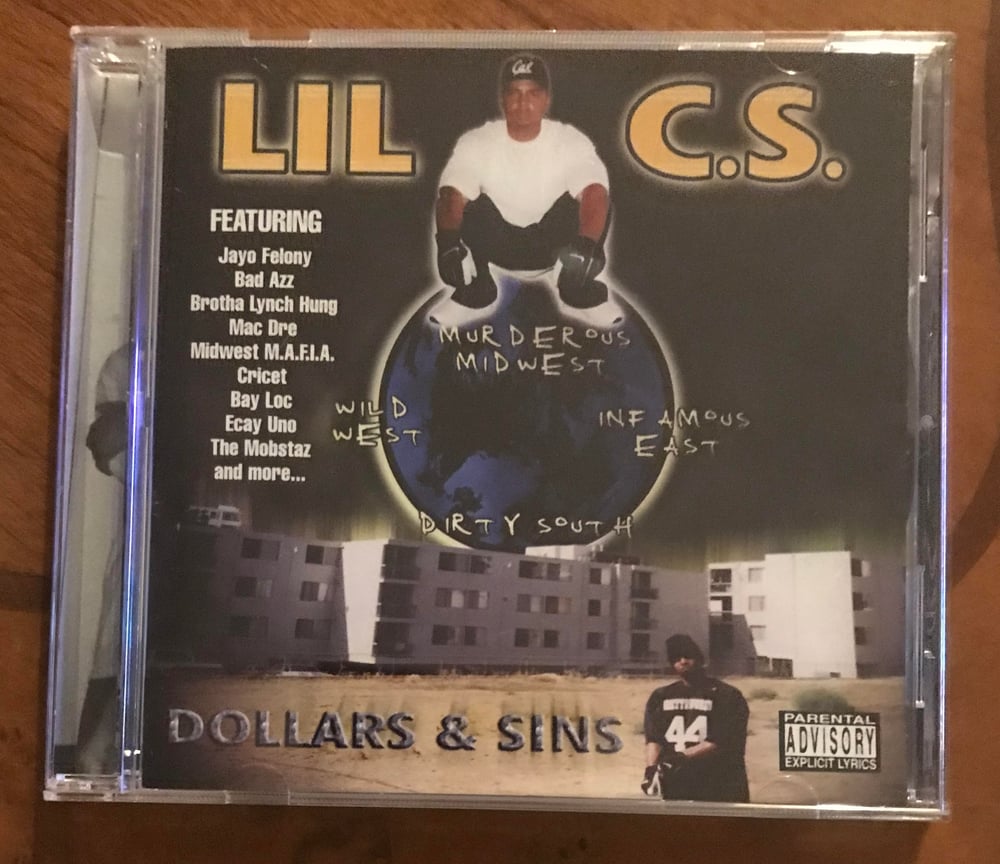 LIL C.S.
Cal
FEATURING
Jayo Felony
Bad Azz
Brotha Lynch Hung
Mac Dre
Midwest M.A.F.I.A.
Cricet
Bay Loc
Ecay Uno
The Mobstaz
and more...
MURDEROUS
MIDWEST
WILD
WEST
INFAMOUS
EAST
DIRTY SOUTH
DOLLARS & SINS
44
PARENTAL
ADVISORY
EXPLICIT LYRICS